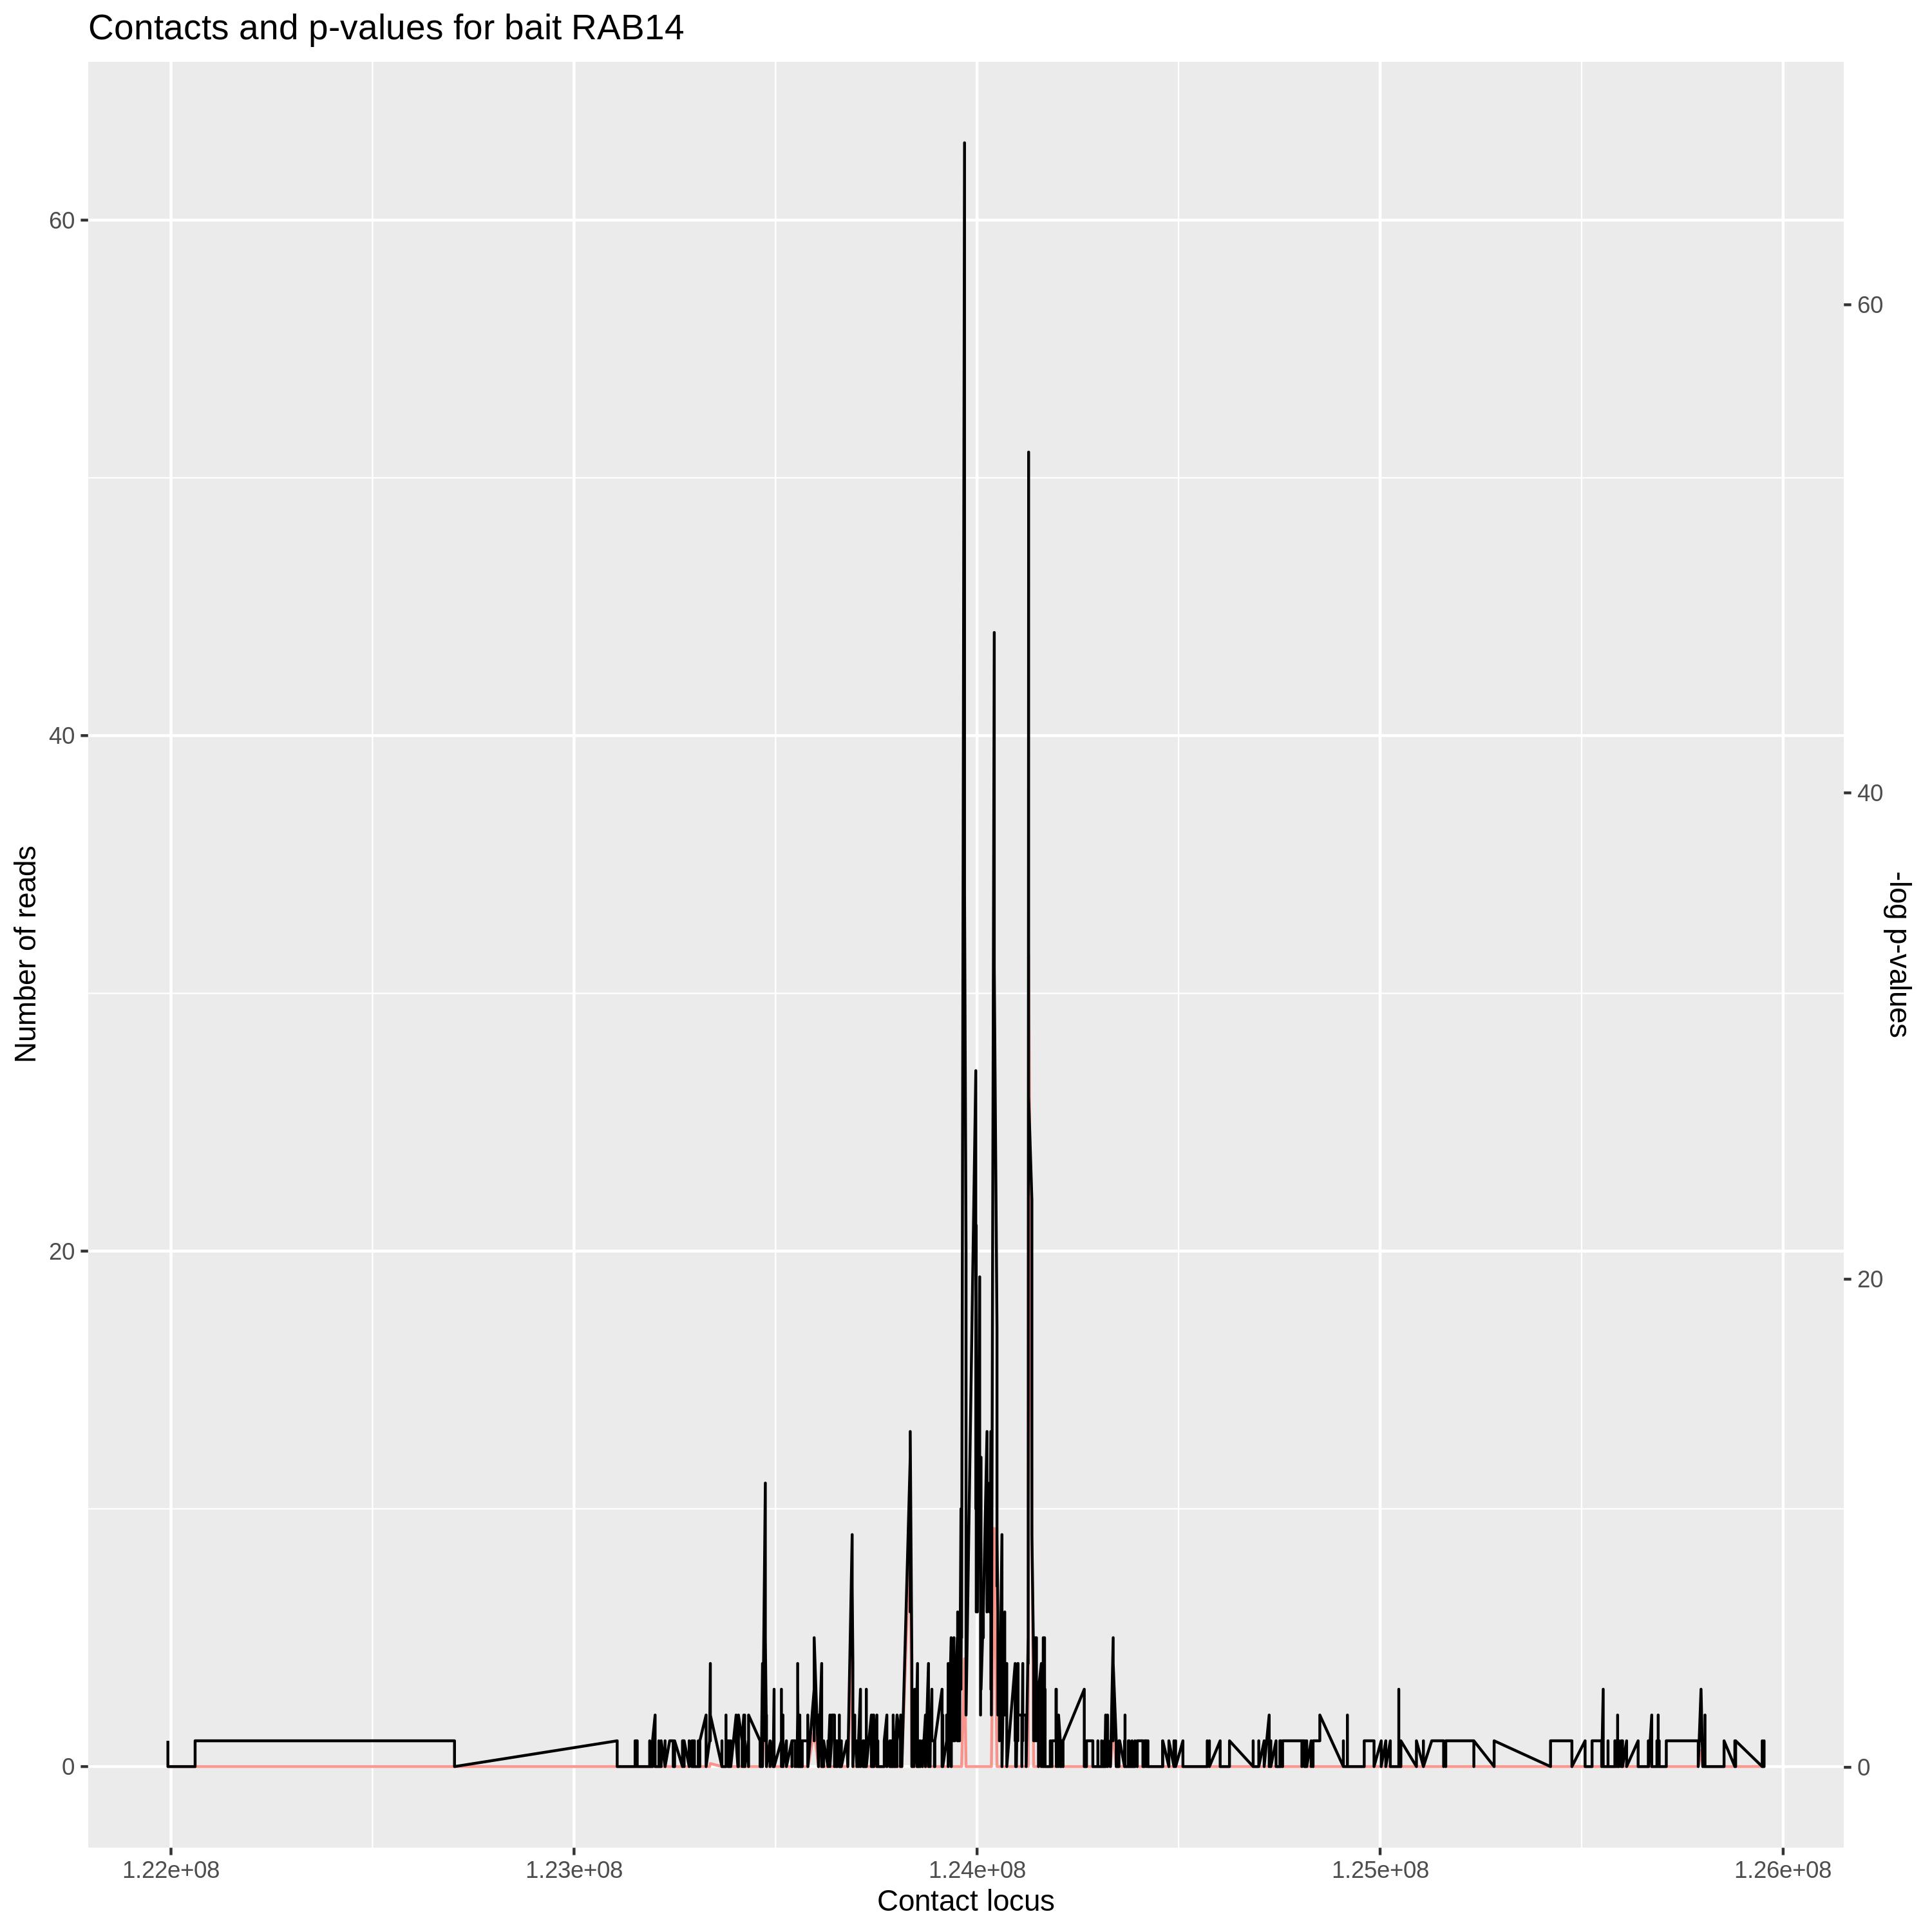 Contacts and p-values for bait RAB14
60
40
20
0
Number of reads
60
40
20
0
-log p-values
1.22e+08 1.23e+08 1.24e+08 1.25e+08 1.26e+08
Contact locus